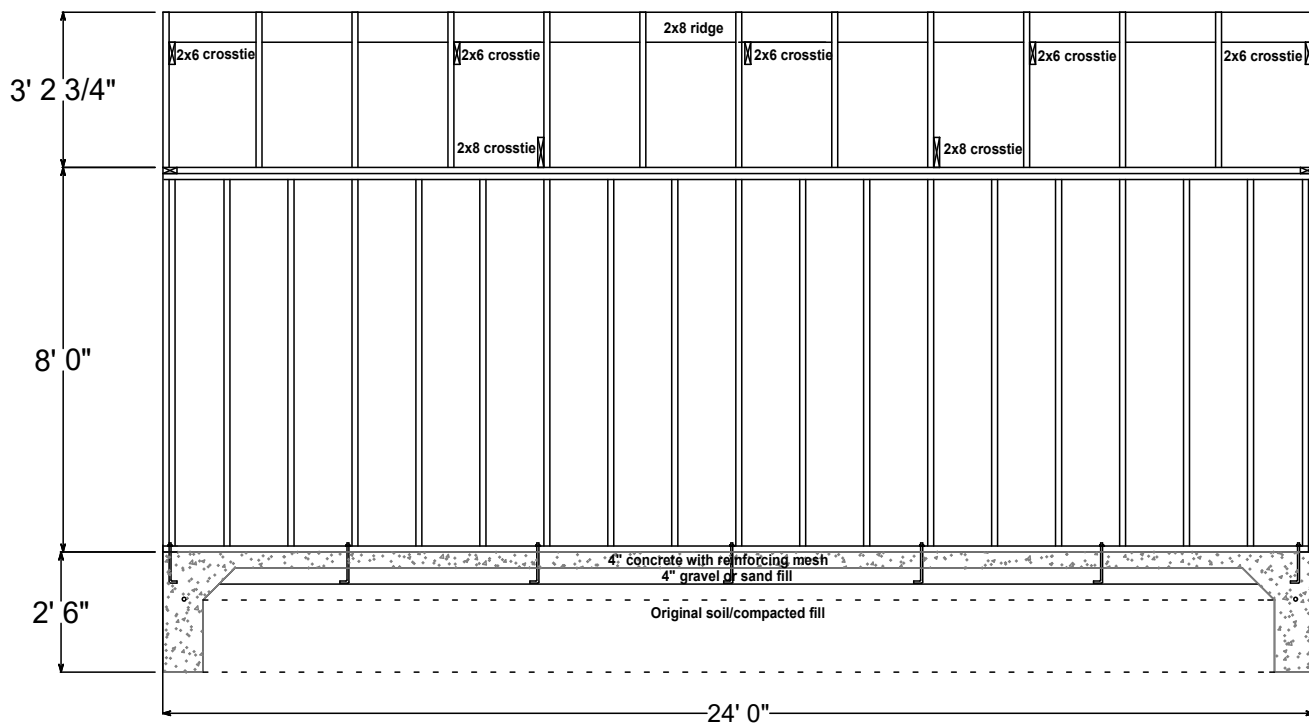 2x8 ridge
2x6 crosstie
2x6 crosstie
2x6 crosstie
2x6 crosstie
2x6 crosstie
3' 2 3/4"
2x8 crosstie
2x8 crosstie
8' 0"
4" concrete with reinforcing mesh
4" gravel or sand fill
2' 6"
Original soil/compacted fill
24' 0"